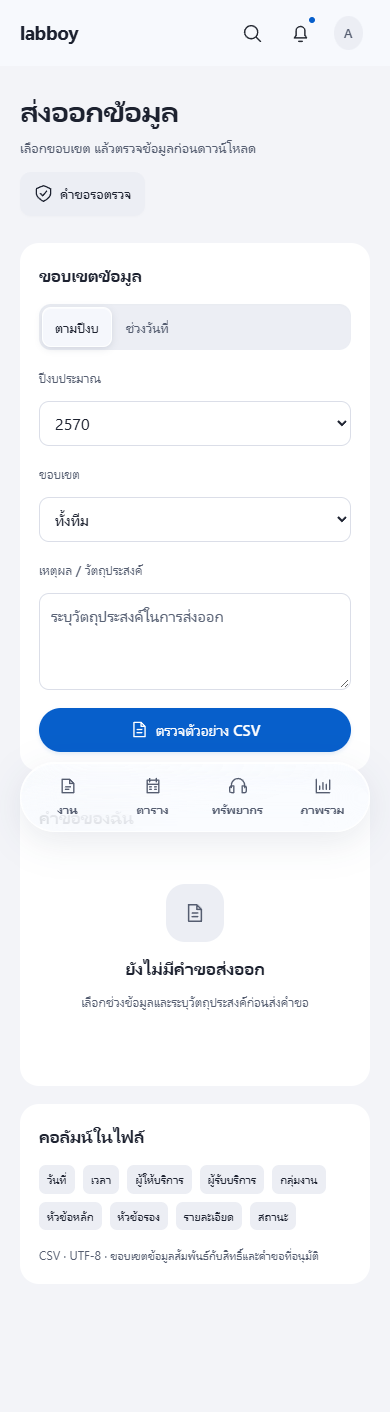 labboy
A
ส่งออกข้อมูล
เลือกขอบเขต แล้วตรวจข้อมูลก่อนดาวน์โหลด
คำขอรอตรวจ
ขอบเขตข้อมูล
ตามปีงบ ช่วงวันที่
ปีงบประมาณ
2570
ขอบเขต
ทั้งทีม
เหตุผล / วัตถุประสงค์
ระบุวัตถุประสงค์ในการส่งออก
ตรวจตัวอย่าง CSV
งาน ตาราง ทรัพยากร ภาพรวม
คำขอของฉัน
ยังไม่มีคำขอส่งออก
เลือกช่วงข้อมูลและระบุวัตถุประสงค์ก่อนส่งคำขอ
คอลัมน์ในไฟล์
วันที่ เวลา ผู้ให้บริการ ผู้รับบริการ กลุ่มงาน
หัวข้อหลัก หัวข้อรอง รายละเอียด สถานะ
CSV · UTF-8 · ขอบเขตข้อมูลสัมพันธ์กับสิทธิ์และคำขอที่อนุมัติ